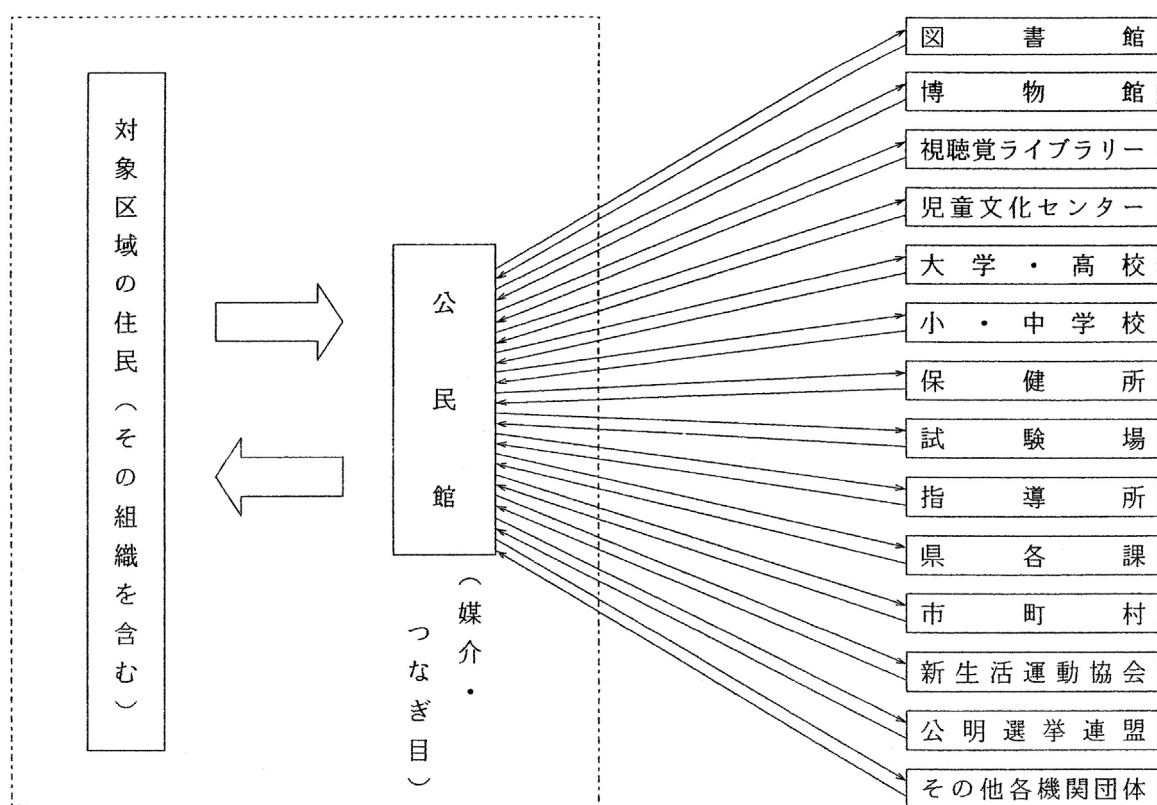 対象区域の住民（その組織を含む）
公民館
（媒介・
つなぎ目）
図書館
博物館
視聴覚ライブラリー
児童文化センター
大学・高校
小・中学校
保健所
試験場
指導所
県各課
市町村
新生活運動協会
公明選挙連盟
その他各機関団体